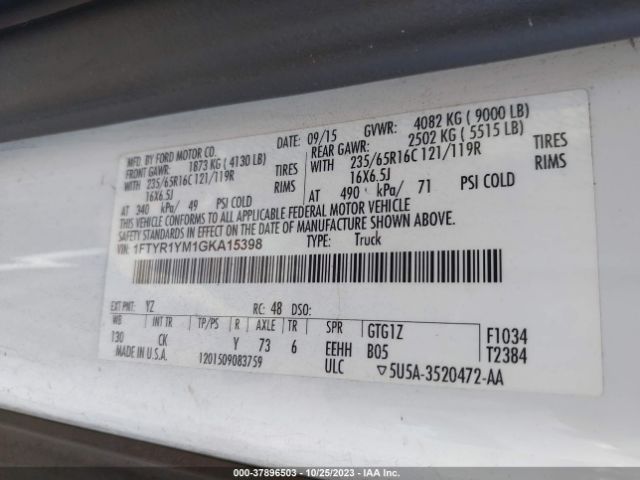 MFD. BY FORD MOTOR CO. DATE: 09/15 GVWR: 4082 KG ( 9000 LB)
FRONT GAWR: 1873 KG ( 4130 LB) REAR GAWR: 2502 KG ( 5515 LB)
WITH 235/65R16C 121/119R TIRES WITH 235/65R16C 121/119R TIRES
16X6.5J RIMS 16X6.5J RIMS
AT 340 kPa/ 49 PSI COLD AT 490 kPa/ 71 PSI COLD
THIS VEHICLE CONFORMS TO ALL APPLICABLE FEDERAL MOTOR VEHICLE
SAFETY STANDARDS IN EFFECT ON THE DATE OF MANUFACTURE SHOWN ABOVE.
VIN: 1FTYR1YM1GKA15398 TYPE: Truck
EXT PNT: YZ RC: 48 DSO:
WB INT TR TP/PS R AXLE TR SPR GTG1Z F1034
130 CK Y 73 6 EEHH B05 T2384
MADE IN U.S.A. 1201509083759 ULC ▽5U5A-3520472-AA
000-37896503 - 10/25/2023 - IAA Inc.